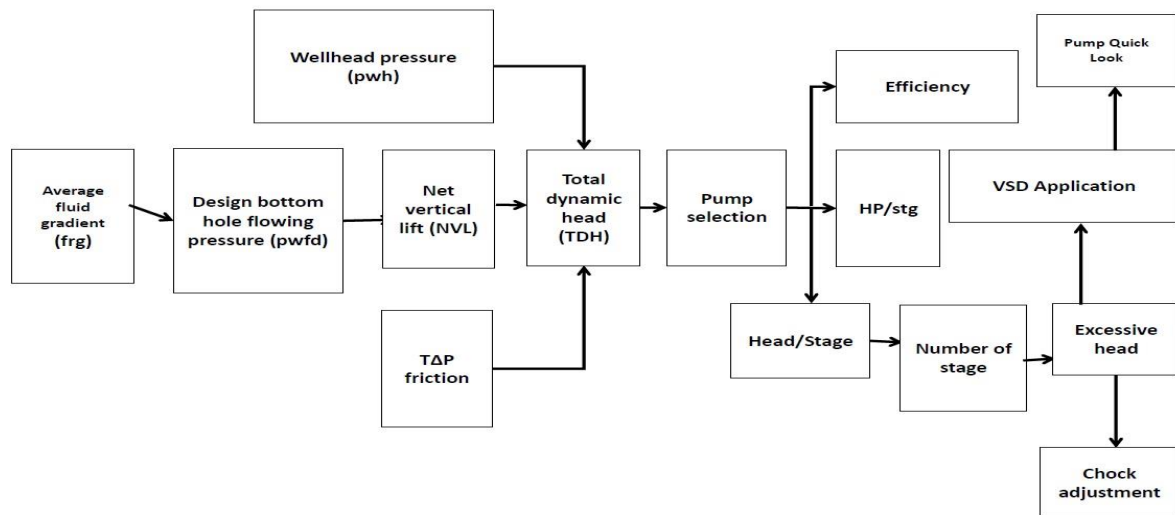 Wellhead pressure
(pwh)
Pump Quick
Look
Efficiency
Average
fluid
gradient
(frg)
Design bottom
hole flowing
pressure (pwfd)
Net
vertical
lift (NVL)
Total
dynamic
head
(TDH)
Pump
selection
HP/stg
VSD Application
TΔP
friction
Head/Stage
Number of
stage
Excessive
head
Chock
adjustment